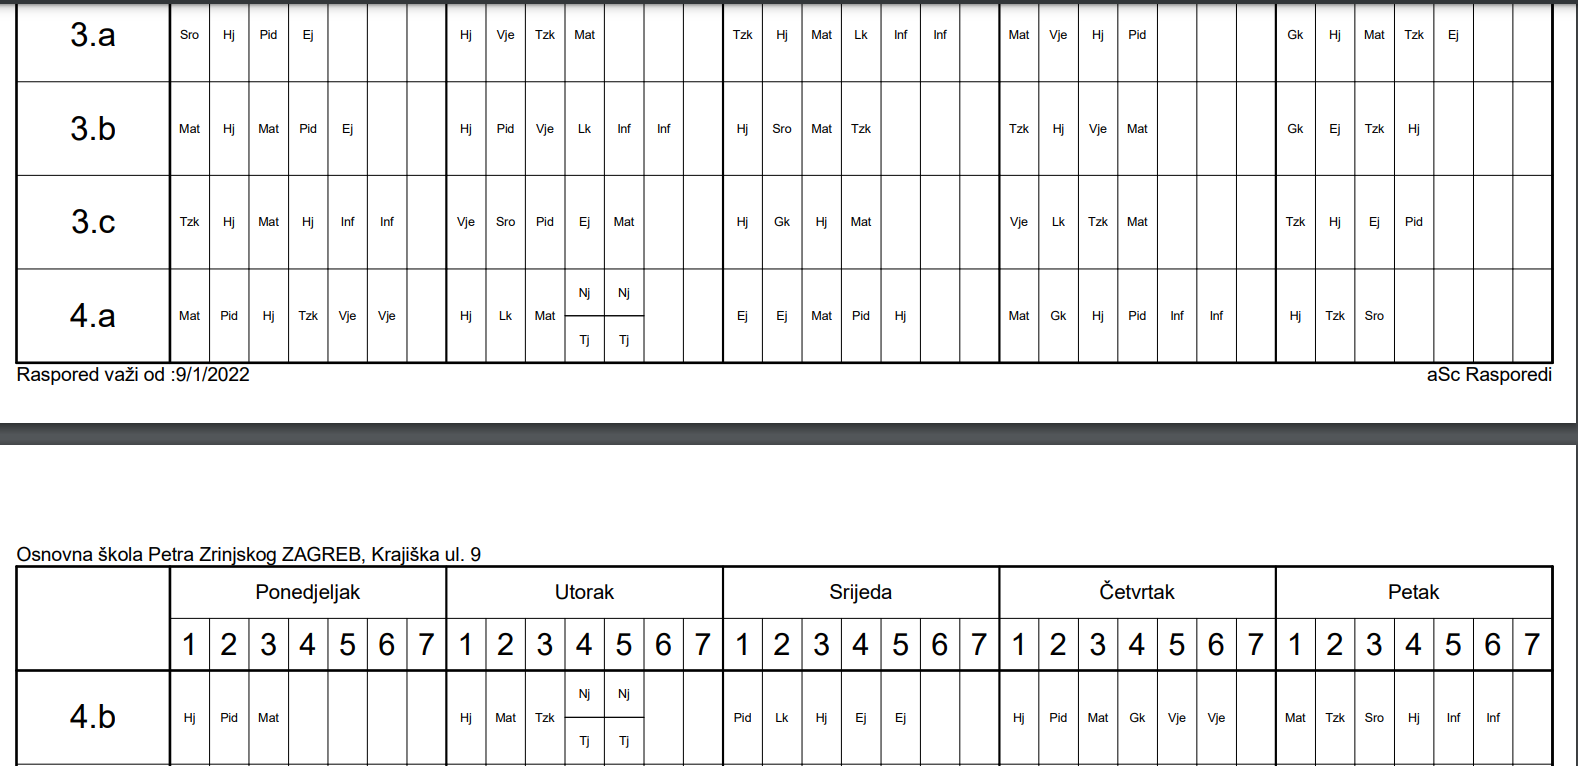 3.a Sro Hj Pid Ej Hj Vje Tzk Mat Tzk Hj Mat Lk Inf Inf Mat Vje Hj Pid Gk Hj Mat Tzk Ej
3.b Mat Hj Mat Pid Ej Hj Pid Vje Lk Inf Inf Hj Sro Mat Tzk Tzk Hj Vje Mat Gk Ej Tzk Hj
3.c Tzk Hj Mat Hj Inf Inf Vje Sro Pid Ej Mat Hj Gk Hj Mat Vje Lk Tzk Mat Tzk Hj Ej Pid
Nj Nj
4.a Mat Pid Hj Tzk Vje Vje Hj Lk Mat Ej Ej Mat Pid Hj Mat Gk Hj Pid Inf Inf Hj Tzk Sro
Tj Tj
Raspored važi od :9/1/2022 aSc Rasporedi
Osnovna škola Petra Zrinjskog ZAGREB, Krajiška ul. 9
Ponedjeljak Utorak Srijeda Četvrtak Petak
1 2 3 4 5 6 7 1 2 3 4 5 6 7 1 2 3 4 5 6 7 1 2 3 4 5 6 7 1 2 3 4 5 6 7
Nj Nj
4.b Hj Pid Mat Hj Mat Tzk Pid Lk Hj Ej Ej Hj Pid Mat Gk Vje Vje Mat Tzk Sro Hj Inf Inf
Tj Tj